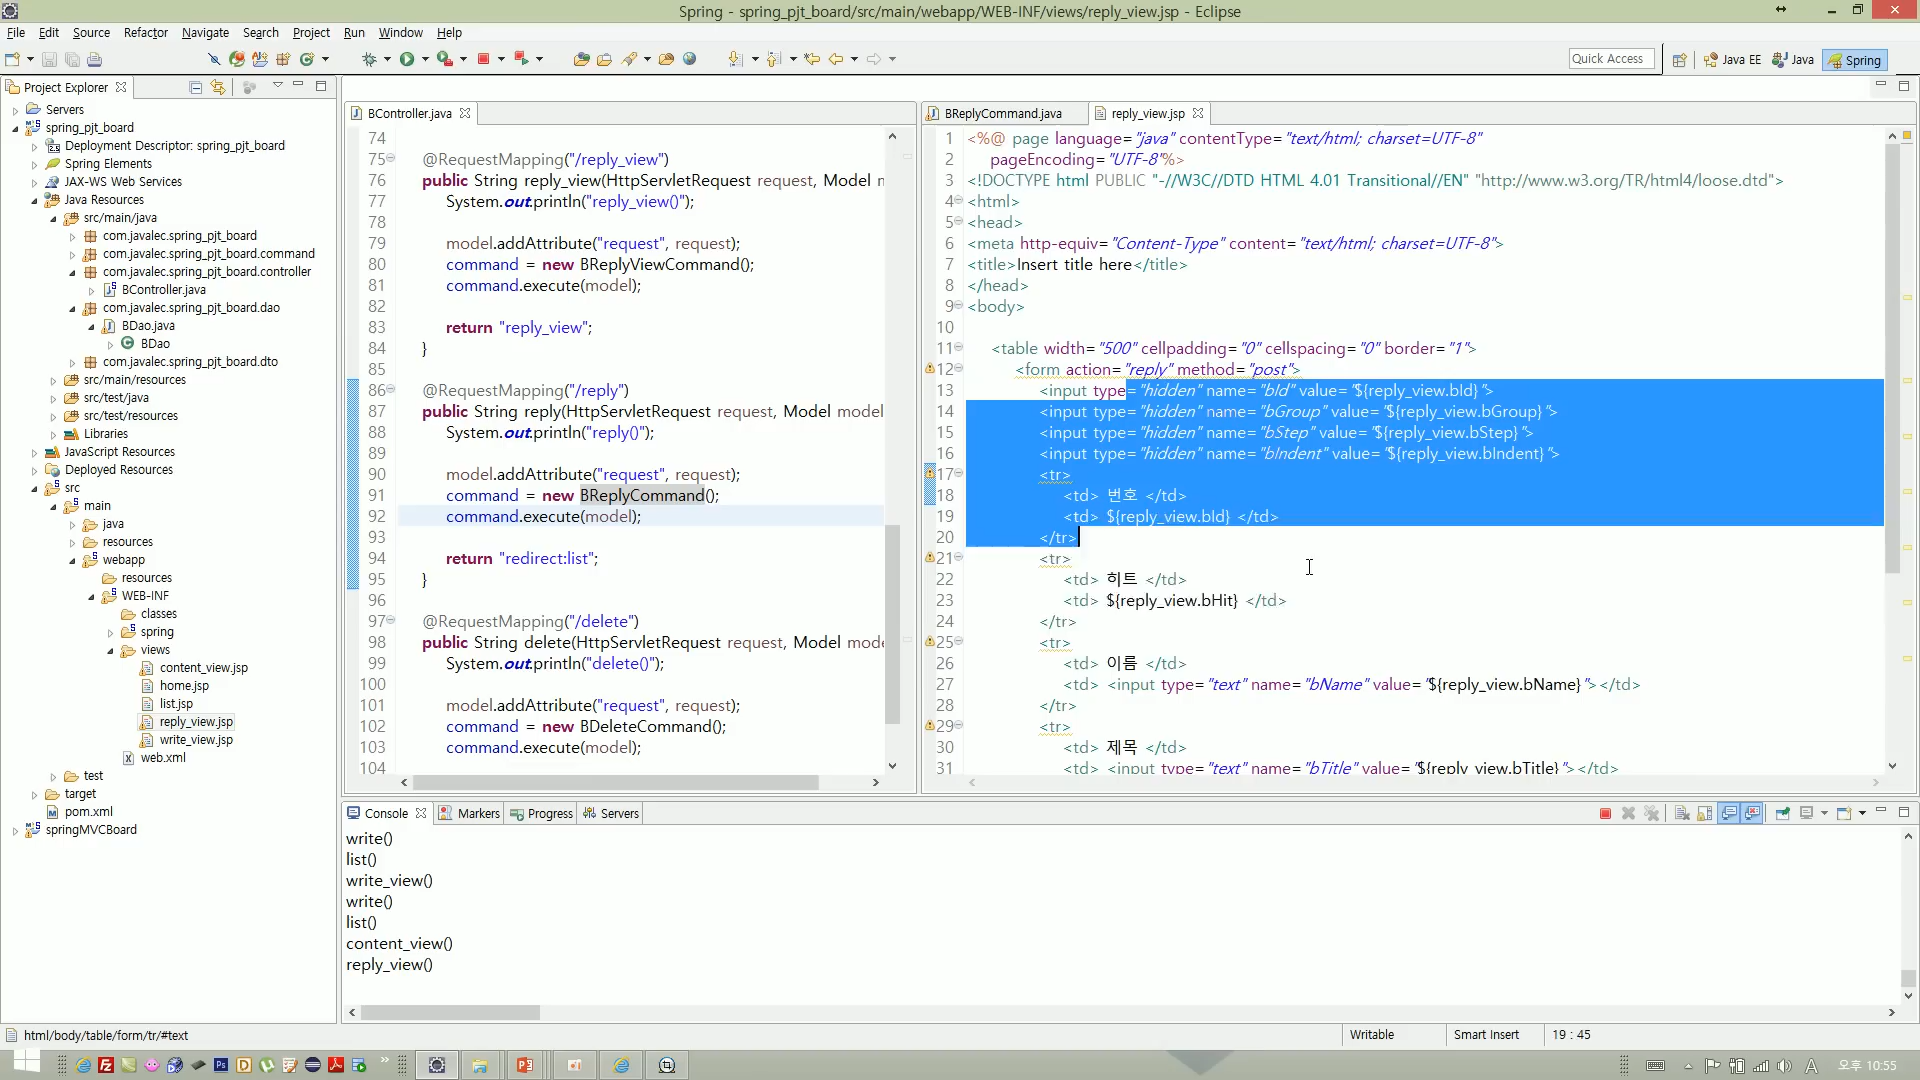 Spring - spring_pjt_board/src/main/webapp/WEB-INF/views/reply_view.jsp - Eclipse
File Edit Source Refactor Navigate Search Project Run Window Help
Quick Access Java EE Java Spring
Project Explorer
Servers
spring_pjt_board
Deployment Descriptor: spring_pjt_board
Spring Elements
JAX-WS Web Services
Java Resources
src/main/java
com.javalec.spring_pjt_board
com.javalec.spring_pjt_board.command
com.javalec.spring_pjt_board.controller
BController.java
com.javalec.spring_pjt_board.dao
BDao.java
BDao
com.javalec.spring_pjt_board.dto
src/main/resources
src/test/java
src/test/resources
Libraries
JavaScript Resources
Deployed Resources
src
main
java
resources
webapp
resources
WEB-INF
classes
spring
views
content_view.jsp
home.jsp
list.jsp
reply_view.jsp
write_view.jsp
web.xml
test
target
pom.xml
springMVCBoard
BController.java
74
75 @RequestMapping("/reply_view")
76 public String reply_view(HttpServletRequest request, Model m
77 System.out.println("reply_view()");
78
79 model.addAttribute("request", request);
80 command = new BReplyViewCommand();
81 command.execute(model);
82
83 return "reply_view";
84 }
85
86 @RequestMapping("/reply")
87 public String reply(HttpServletRequest request, Model model
88 System.out.println("reply()");
89
90 model.addAttribute("request", request);
91 command = new BReplyCommand();
92 command.execute(model);
93
94 return "redirect:list";
95 }
96
97 @RequestMapping("/delete")
98 public String delete(HttpServletRequest request, Model mode
99 System.out.println("delete()");
100
101 model.addAttribute("request", request);
102 command = new BDeleteCommand();
103 command.execute(model);
104
BReplyCommand.java reply_view.jsp
1 <%@ page language="java" contentType="text/html; charset=UTF-8"
2 pageEncoding="UTF-8"%>
3 <!DOCTYPE html PUBLIC "-//W3C//DTD HTML 4.01 Transitional//EN" "http://www.w3.org/TR/html4/loose.dtd">
4 <html>
5 <head>
6 <meta http-equiv="Content-Type" content="text/html; charset=UTF-8">
7 <title>Insert title here</title>
8 </head>
9 <body>
10
11 <table width="500" cellpadding="0" cellspacing="0" border="1">
12 <form action="reply" method="post">
13 <input type="hidden" name="bId" value="${reply_view.bId}">
14 <input type="hidden" name="bGroup" value="${reply_view.bGroup}">
15 <input type="hidden" name="bStep" value="${reply_view.bStep}">
16 <input type="hidden" name="bIndent" value="${reply_view.bIndent}">
17 <tr>
18 <td> 번호 </td>
19 <td> ${reply_view.bId} </td>
20 </tr>
21 <tr>
22 <td> 히트 </td>
23 <td> ${reply_view.bHit} </td>
24 </tr>
25 <tr>
26 <td> 이름 </td>
27 <td> <input type="text" name="bName" value="${reply_view.bName}"></td>
28 </tr>
29 <tr>
30 <td> 제목 </td>
31 <td> <input type="text" name="bTitle" value="${reply_view.bTitle}"></td>
Console Markers Progress Servers
write()
list()
write_view()
write()
list()
content_view()
reply_view()
html/body/table/form/tr/#text Writable Smart Insert 19 : 45
오후 10:55